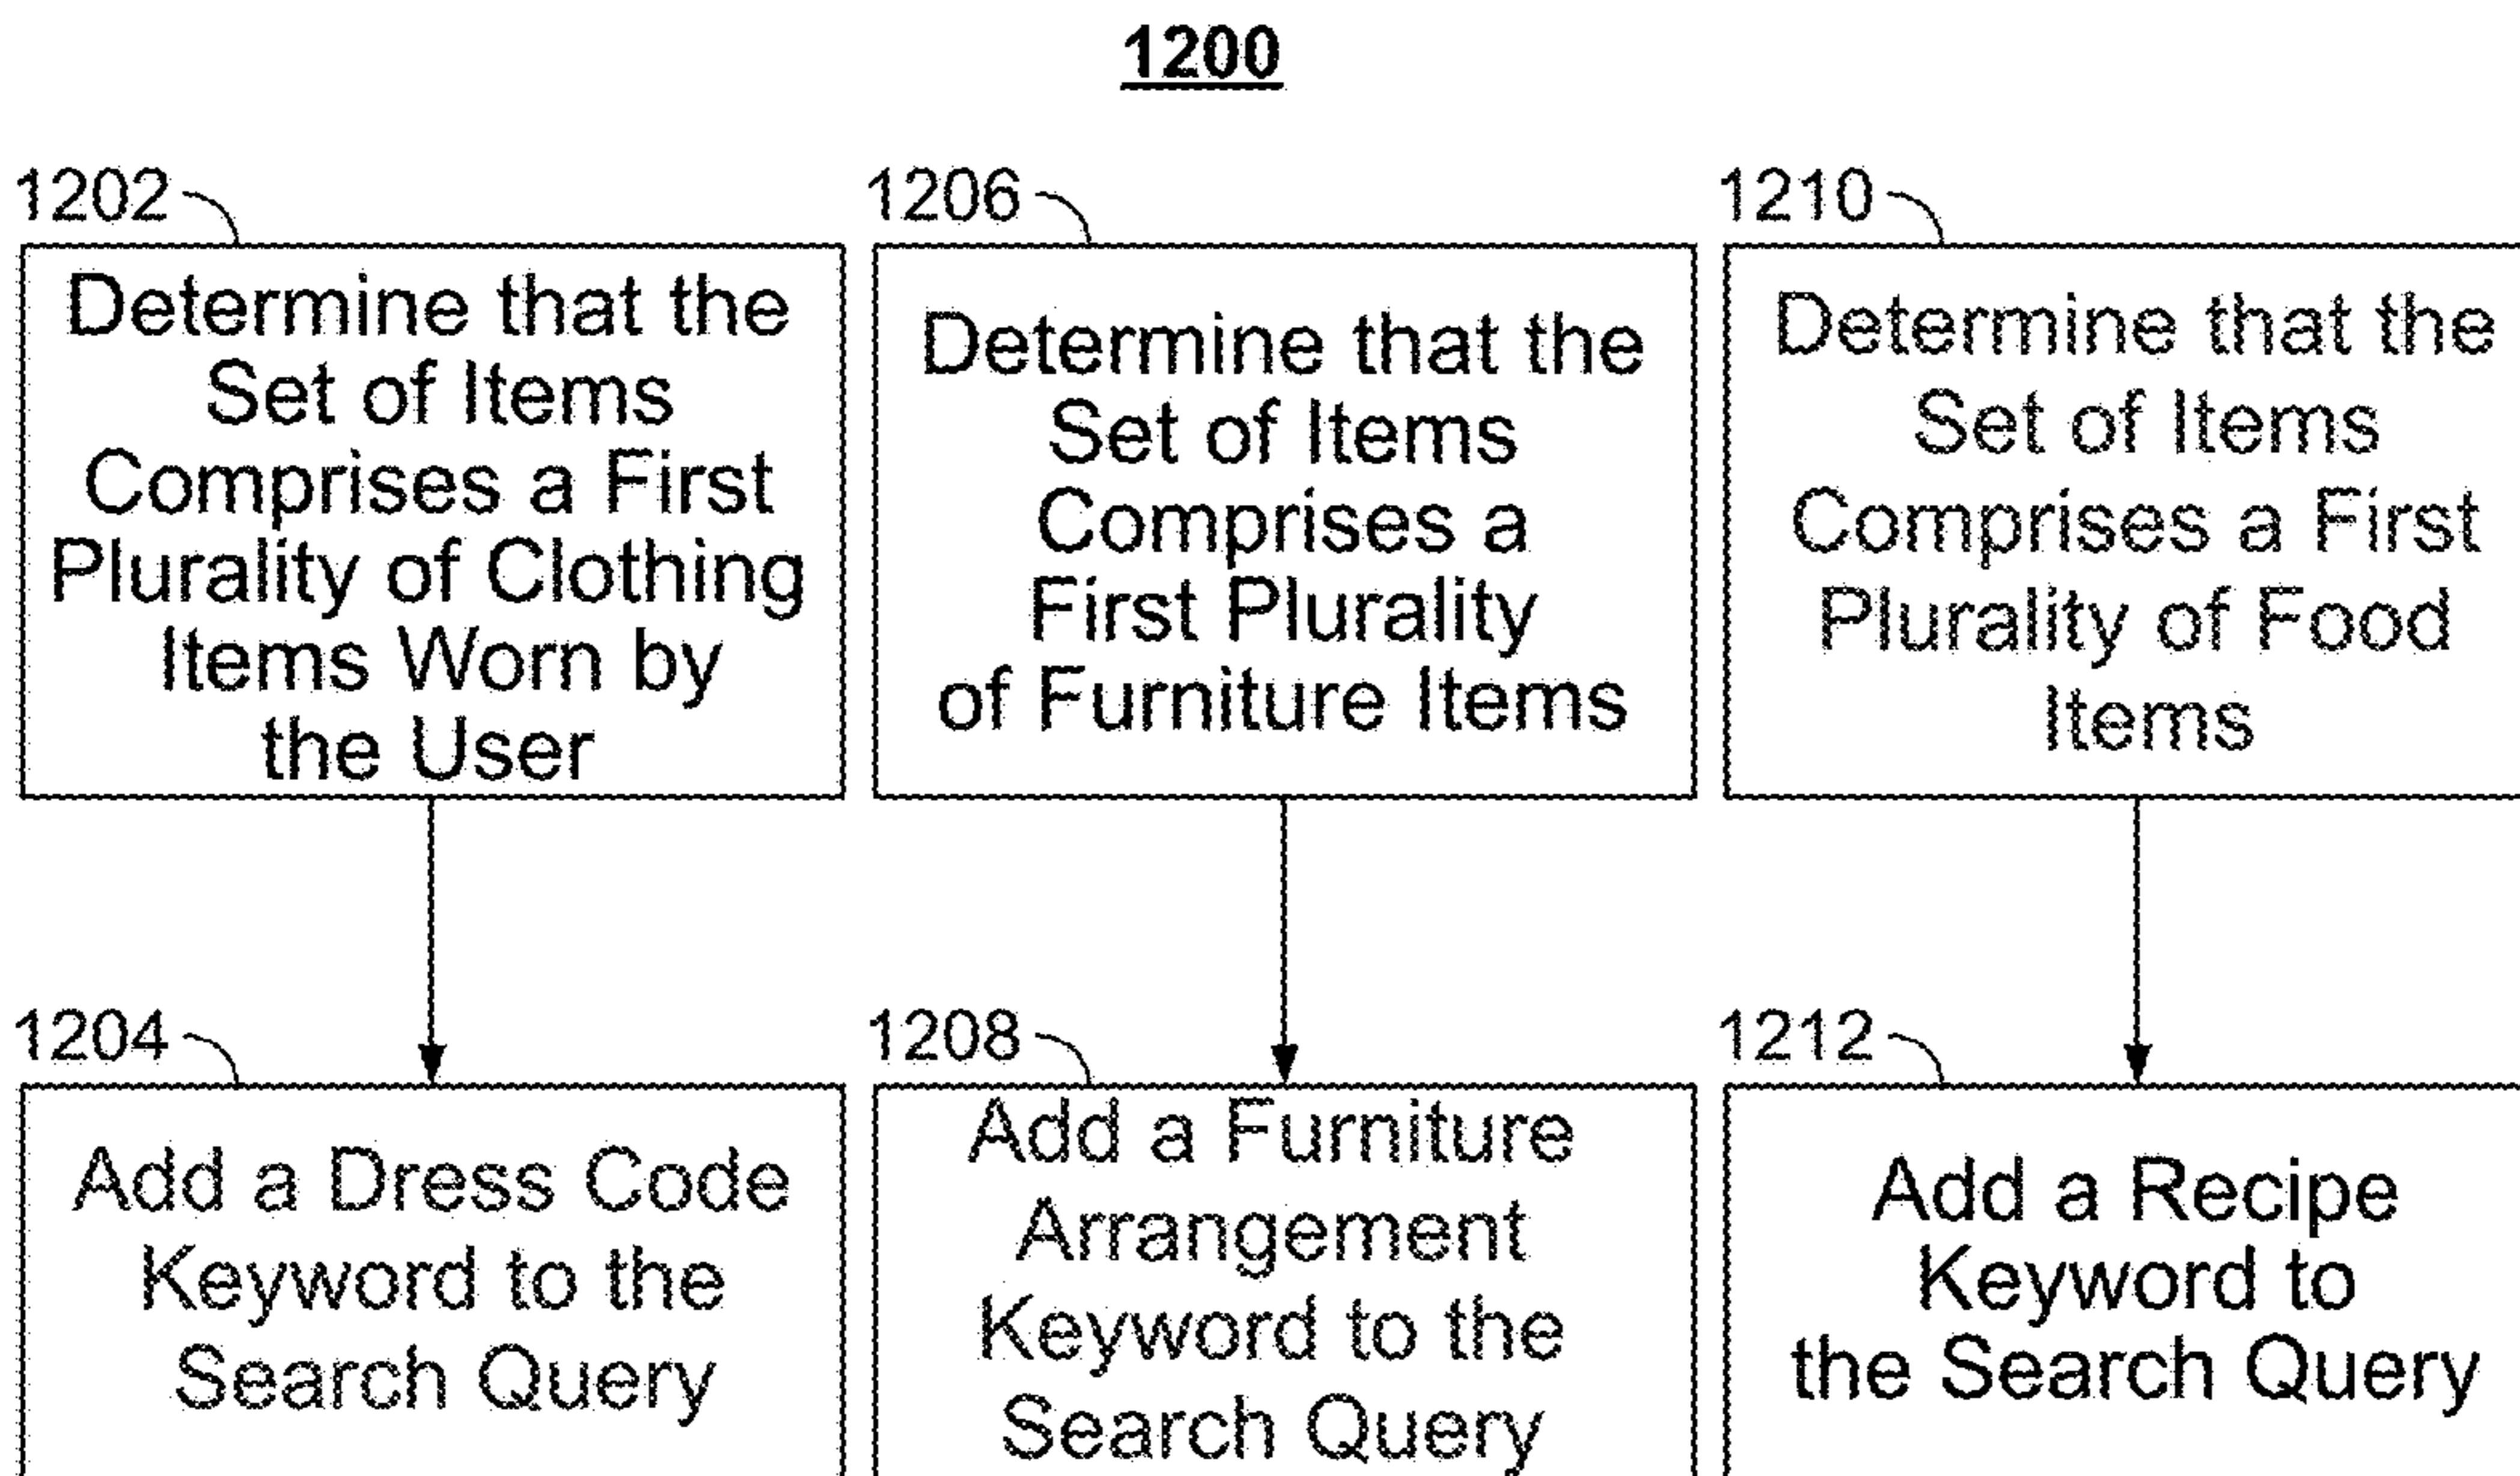 1200
1202
Determine that the
Set of Items
Comprises a First
Plurality of Clothing
Items Worn by
the User
1206
Determine that the
Set of Items
Comprises a
First Plurality
of Furniture Items
1210
Determine that the
Set of Items
Comprises a First
Plurality of Food
Items
1204
Add a Dress Code
Keyword to the
Search Query
1208
Add a Furniture
Arrangement
Keyword to the
Search Query
1212
Add a Recipe
Keyword to
the Search Query